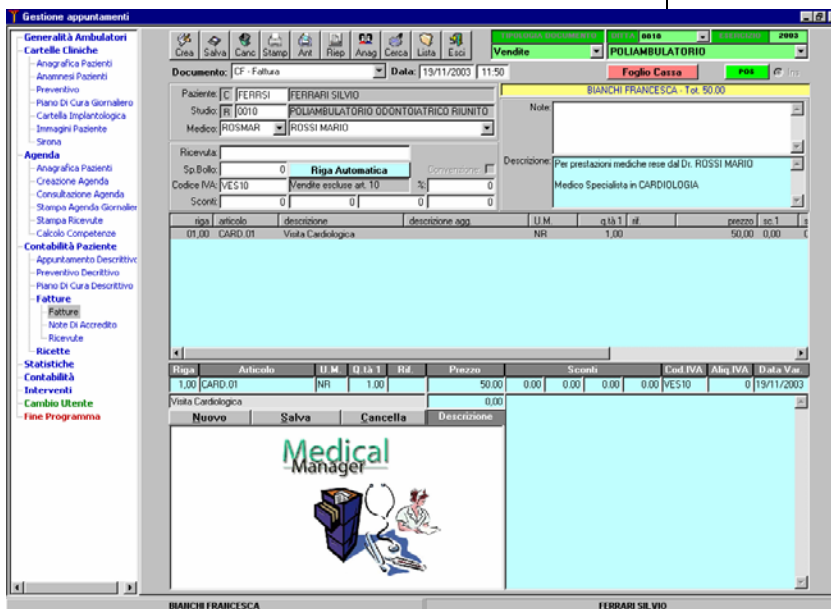 Gestione appuntamenti
Generalità Ambulatori
Cartelle Cliniche
Anagrafica Pazienti
Anamnesi Pazienti
Preventivo
Piano Di Cura Giornaliero
Cartella Implantologica
Immagini Paziente
Sirona
Agenda
Anagrafica Pazienti
Creazione Agenda
Consultazione Agenda
Stampa Agenda Giornalier
Stampa Ricevute
Calcolo Competenze
Contabilità Paziente
Appuntamento Descrittivo
Preventivo Decrittivo
Piano Di Cura Descrittivo
Fatture
Fatture
Note Di Accredito
Ricevute
Ricette
Statistiche
Contabilità
Interventi
Cambio Utente
Fine Programma
Crea Salva Canc Stamp Ant Riep Anag Cerca Lista Esci
TIPOLOGIA DOCUMENTO DITTA 0010 ESERCIZIO 2003
Vendite POLIAMBULATORIO
Documento: CF - Fattura Data: 19/11/2003 11:50
Foglio Cassa POS Ins
Paziente: C FERRSI FERRARI SILVIO
Studio: R 0010 POLIAMBULATORIO ODONTOIATRICO RIUNITO
Medico: ROSMAR ROSSI MARIO
BIANCHI FRANCESCA - Tot. 50.00
Note:
Ricevuta:
Sp.Bollo: 0 Riga Automatica Convenzione:
Codice IVA: VES10 Vendite escluse art. 10 %: 0
Sconti: 0 0 0 0
Descrizione: Per prestazioni mediche rese dal Dr. ROSSI MARIO
Medico Specialista in CARDIOLOGIA
riga articolo descrizione descrizione agg. U.M. q.tà 1 rif. prezzo sc.1 s
01,00 CARD.01 Visita Cardiologica NR 1,00 50,00 0,00 0
Riga Articolo U.M. Q.tà 1 Rif. Prezzo Sconti Cod.IVA Aliq.IVA Data Var.
1,00 CARD.01 NR 1.00 50.00 0.00 0.00 0.00 0.00 VES10 0 19/11/2003
Visita Cardiologica 0,00
Nuovo Salva Cancella Descrizione
Medical
Manager
BIANCHI FRANCESCA FERRARI SILVIO